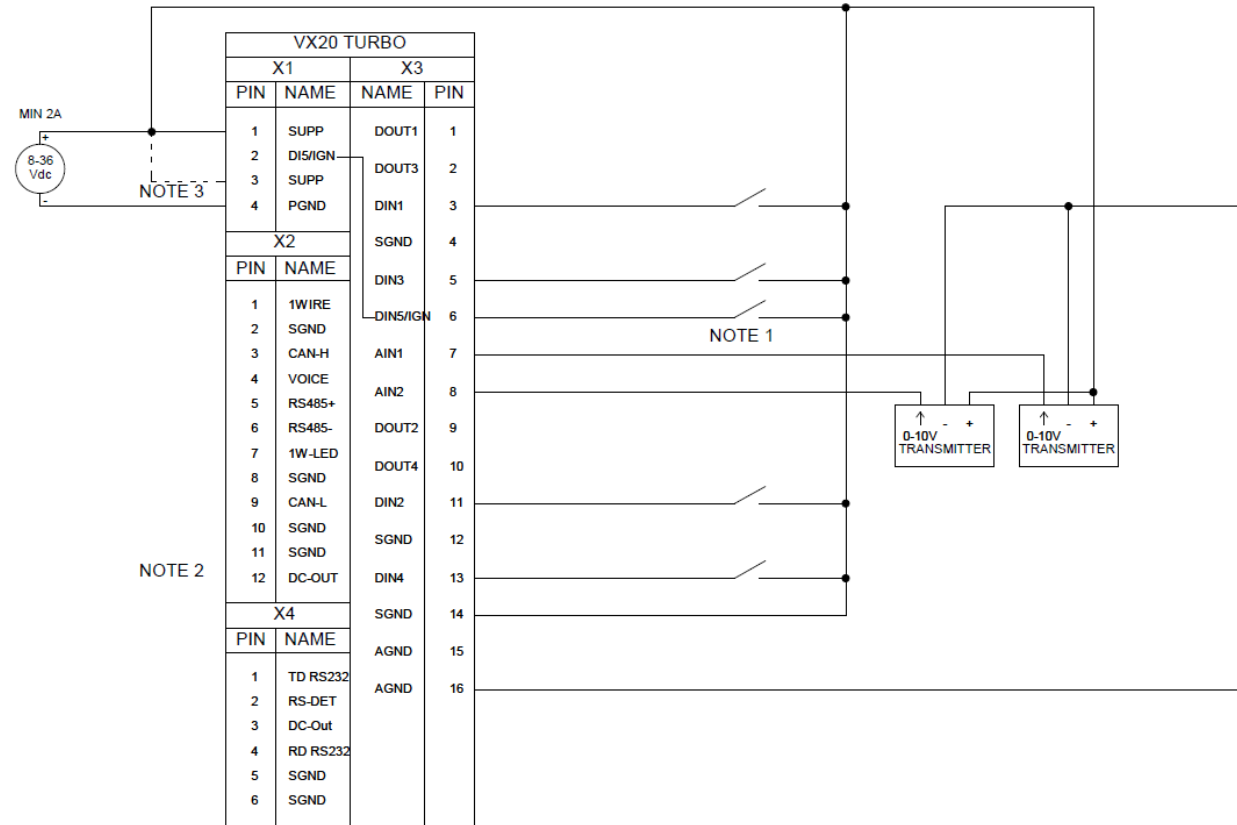 VX20 TURBO
X1 X3
PIN NAME NAME PIN
MIN 2A
+
8-36
Vdc
-
NOTE 3
1 SUPP DOUT1 1
2 DI5/IGN
DOUT3 2
3 SUPP
4 PGND DIN1 3
X2 SGND 4
PIN NAME
DIN3 5
1 1WIRE
DIN5/IGN 6
2 SGND
NOTE 1
3 CAN-H AIN1 7
4 VOICE
AIN2 8
5 RS485+
6 RS485- DOUT2 9
- +
0-10V
TRANSMITTER
- +
0-10V
TRANSMITTER
7 1W-LED
DOUT4 10
8 SGND
9 CAN-L DIN2 11
10 SGND
SGND 12
11 SGND
NOTE 2
12 DC-OUT DIN4 13
X4 SGND 14
PIN NAME
AGND 15
1 TD RS232
AGND 16
2 RS-DET
3 DC-Out
4 RD RS232
5 SGND
6 SGND